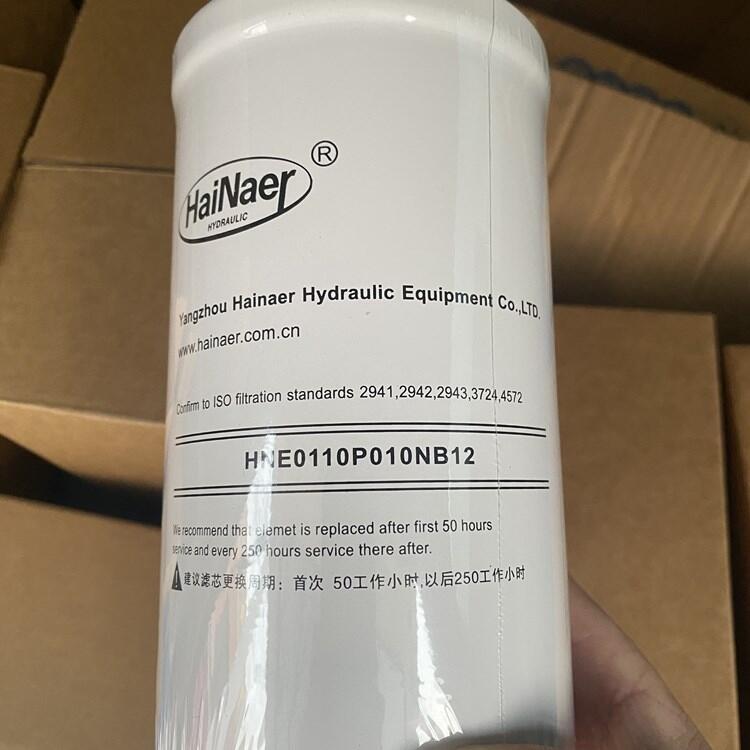 HaiNaer ®
HYDRAULIC
Yangzhou Hainaer Hydraulic Equipment Co.,LTD.
www.hainaer.com.cn
Confirm to ISO filtration standards 2941,2942,2943,3724,4572
HNE0110P010NB12
We recommend that elemet is replaced after first 50 hours
service and every 250 hours service there after.
建议滤芯更换周期：首次 50工作小时,以后250工作小时